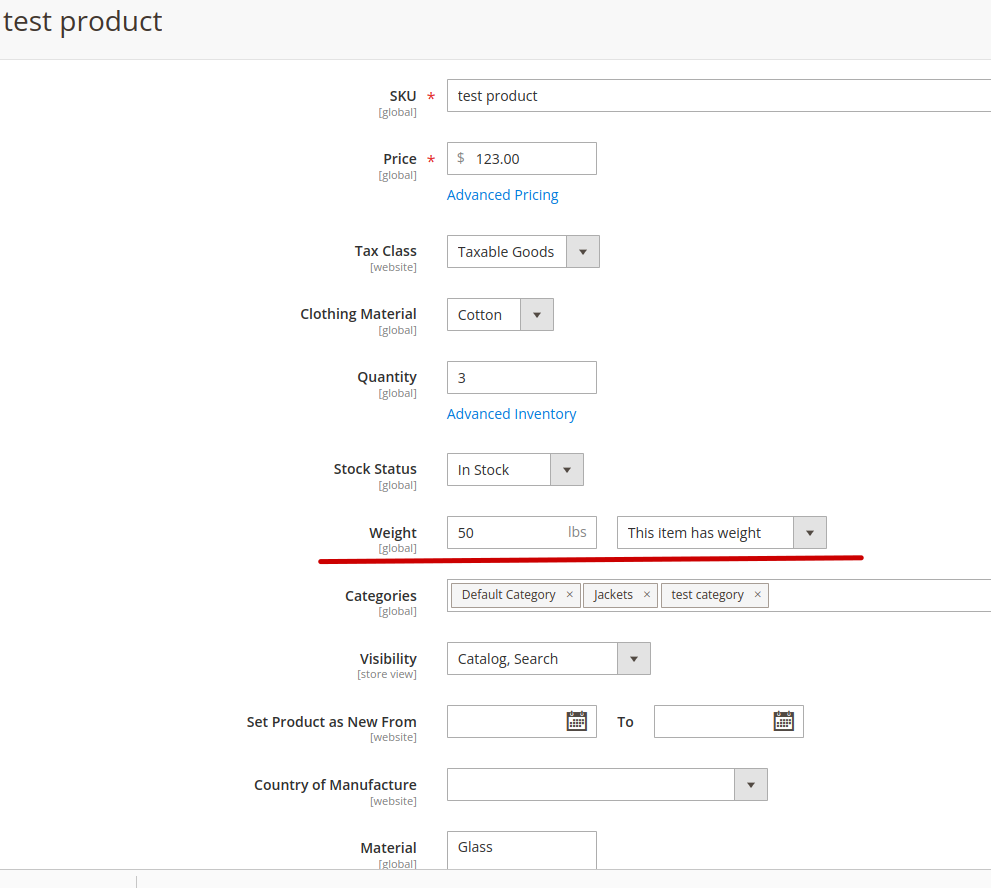 test product
SKU * test product
[global]
Price * $ 123.00
[global]
Advanced Pricing
Tax Class Taxable Goods
[website]
Clothing Material Cotton
[global]
Quantity 3
[global]
Advanced Inventory
Stock Status In Stock
[global]
Weight 50 lbs This item has weight
[global]
Categories Default Category × Jackets × test category ×
[global]
Visibility Catalog, Search
[store view]
Set Product as New From To
[website]
Country of Manufacture
[website]
Material Glass
[global]